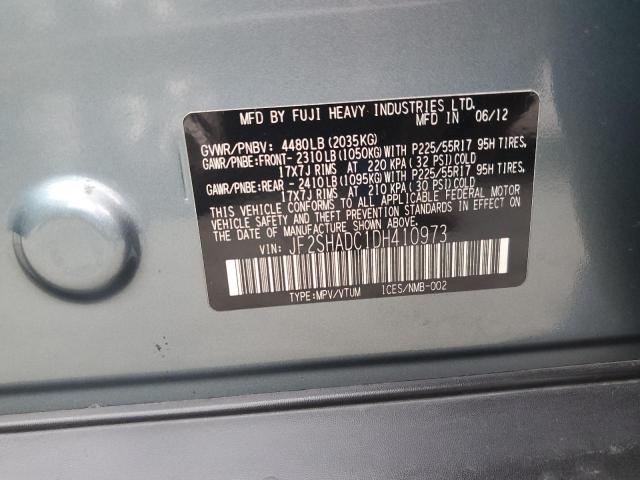 MFD BY FUJI HEAVY INDUSTRIES LTD.
MFD IN 06/12
GVWR/PNBV: 4480LB (2035KG)
GAWR/PNBE:FRONT- 2310LB(1050KG)WITH P225/55R17 95H TIRES,
17X7J RIMS AT 220 KPA (32 PSI) COLD
GAWR/PNBE:REAR - 2410LB(1095KG)WITH P225/55R17 95H TIRES,
17X7J RIMS AT 210 KPA (30 PSI) COLD
THIS VEHICLE CONFORMS TO ALL APPLICABLE FEDERAL MOTOR
VEHICLE SAFETY STANDARDS IN EFFECT ON
THE DATE OF MANUFACTURE SHOWN ABOVE.
VIN: JF2SHADC1DH410973
TYPE:MPV/VTUM ICES/NMB-002